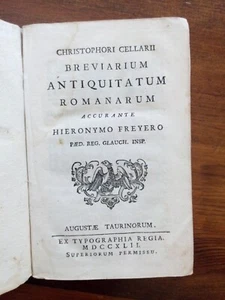 CHRISTOPHORI CELLARII
BREVIARIUM
ANTIQUITATUM
ROMANARUM
ACCURANTE
HIERONYMO FREYERO
PÆD. REG. GLAUCH. INSP.
AUGUSTÆ TAURINORUM.
EX TYPOGRAPHIA REGIA.
MDCCXLII.
SUPERIORUM PERMISSU.